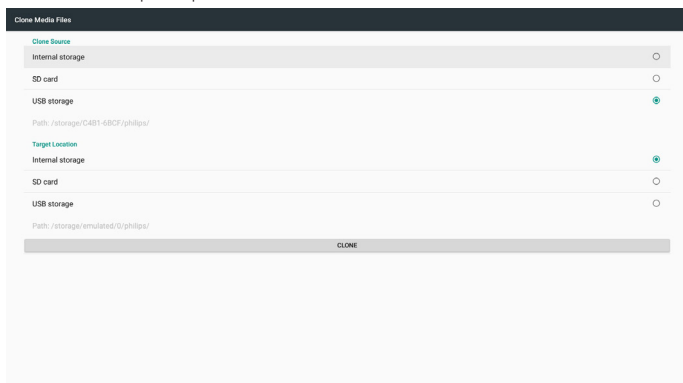 Clone Media Files
Clone Source
Internal storage
SD card
USB storage
Path: /storage/C4B1-6BCF/philips/
Target Location
Internal storage
SD card
USB storage
Path: /storage/emulated/0/philips/
CLONE